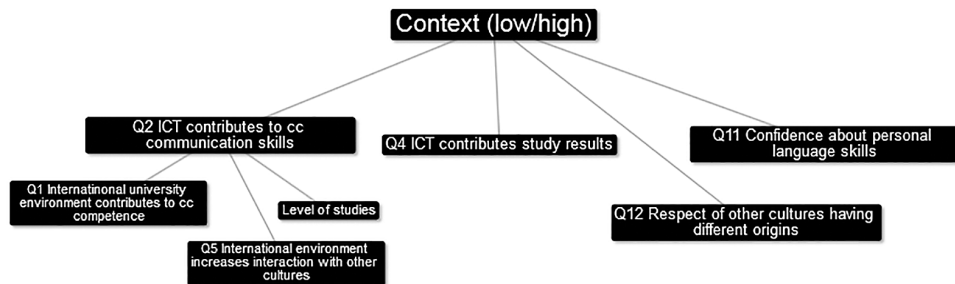 Context (low/high)
Q2 ICT contributes to cc
communication skills
Q4 ICT contributes study results
Q11 Confidence about personal
language skills
Q1 Internatinonal university
environment contributes to cc
competence
Level of studies
Q12 Respect of other cultures having
different origins
Q5 International environment
increases interaction with other
cultures